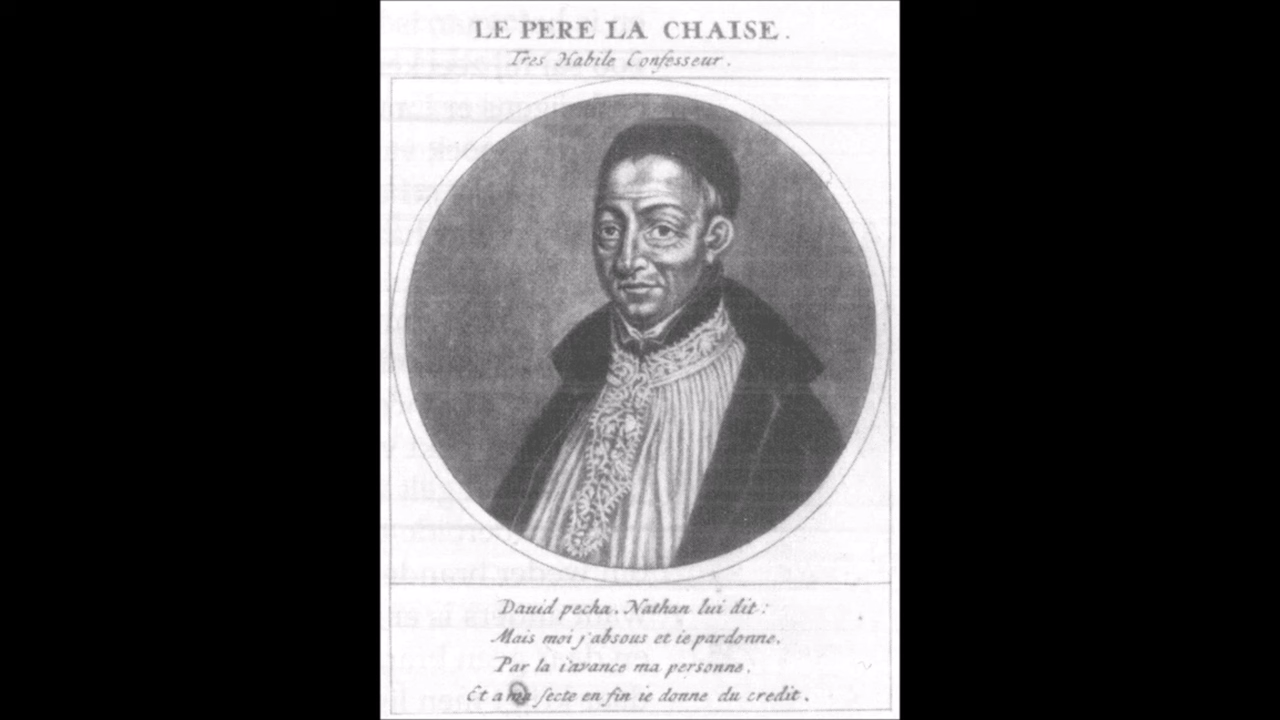 LE PERE LA CHAISE.
Tres Habile Confesseur.
Dauid pecha, Nathan lui dit:
Mais moi j'absous et ie pardonne.
Par la i'avance ma personne.
Et a ma secte en fin ie donne du credit.